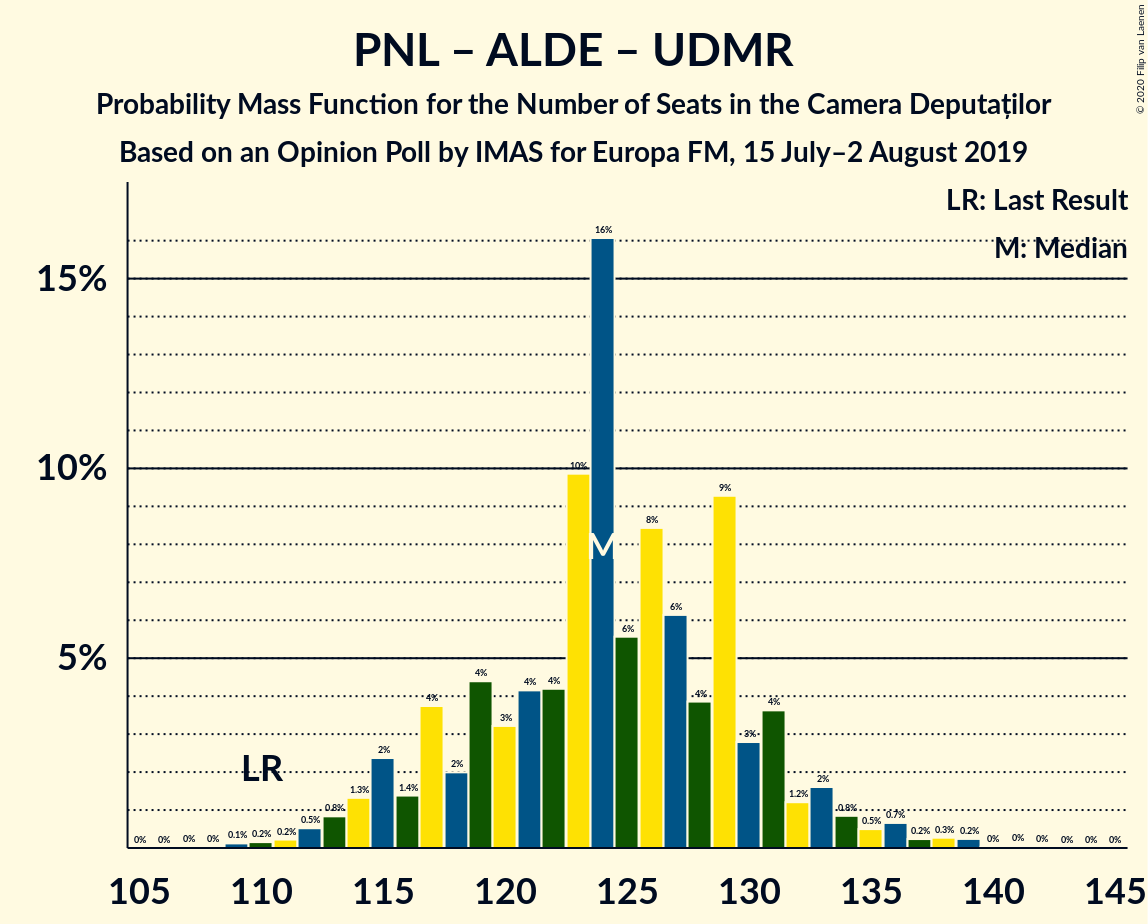 PNL – ALDE – UDMR
Probability Mass Function for the Number of Seats in the Camera Deputaților
Based on an Opinion Poll by IMAS for Europa FM, 15 July–2 August 2019
© 2020 Filip van Laenen
LR: Last Result
M: Median
15%
10%
5%
0% 0% 0% 0% 0.1% 0.2% 0.2% 0.5% 0.8% 1.3% 2% 1.4% 4% 2% 4% 3% 4% 4% 10% 16% 6% 8% 6% 4% 9% 3% 4% 1.2% 2% 0.8% 0.5% 0.7% 0.2% 0.3% 0.2% 0% 0% 0% 0% 0% 0%
LR
M
105 110 115 120 125 130 135 140 145